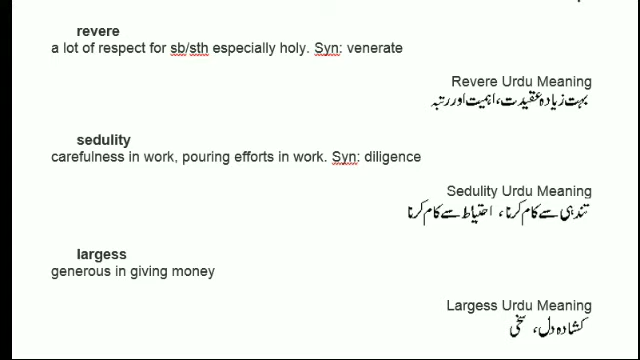 revere
a lot of respect for sb/sth especially holy. Syn: venerate
Revere Urdu Meaning
بہت زیادہ عقیدت، اہمیت اور رتبہ
sedulity
carefulness in work, pouring efforts in work. Syn: diligence
Sedulity Urdu Meaning
تندہی سے کام کرنا، احتیاط سے کام کرنا
largess
generous in giving money
Largess Urdu Meaning
کشادہ دل، سخی